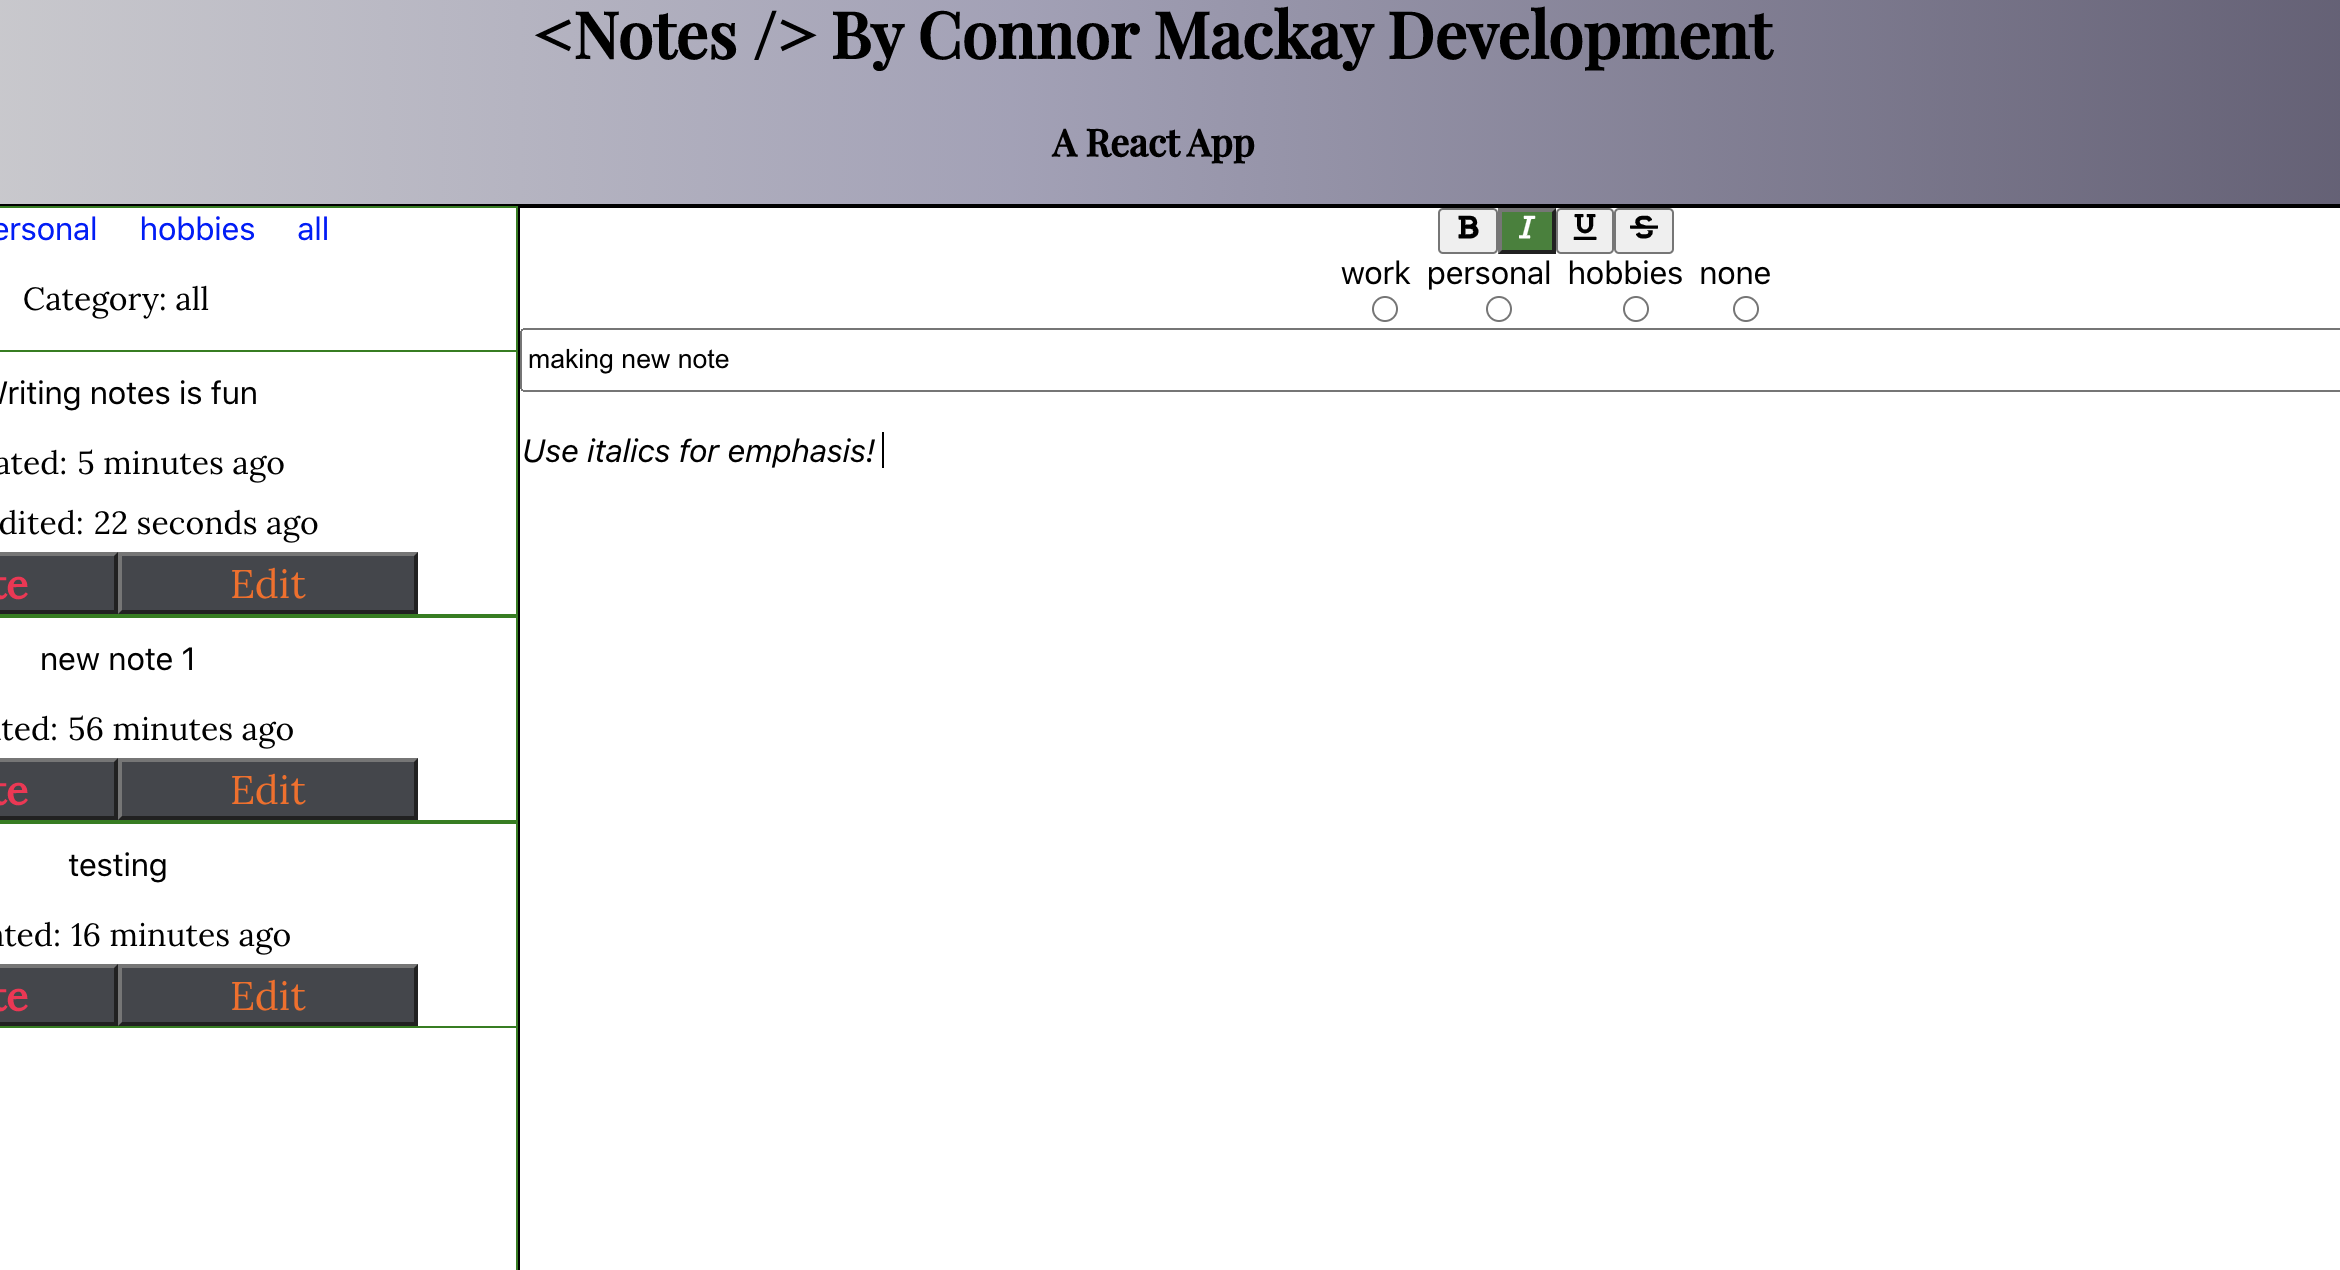 <Notes /> By Connor Mackay Development
A React App
ersonal hobbies all
Category: all
Writing notes is fun
ated: 5 minutes ago
dited: 22 seconds ago
te Edit
new note 1
ted: 56 minutes ago
te Edit
testing
ated: 16 minutes ago
te Edit
B I U S
work personal hobbies none
making new note
Use italics for emphasis!